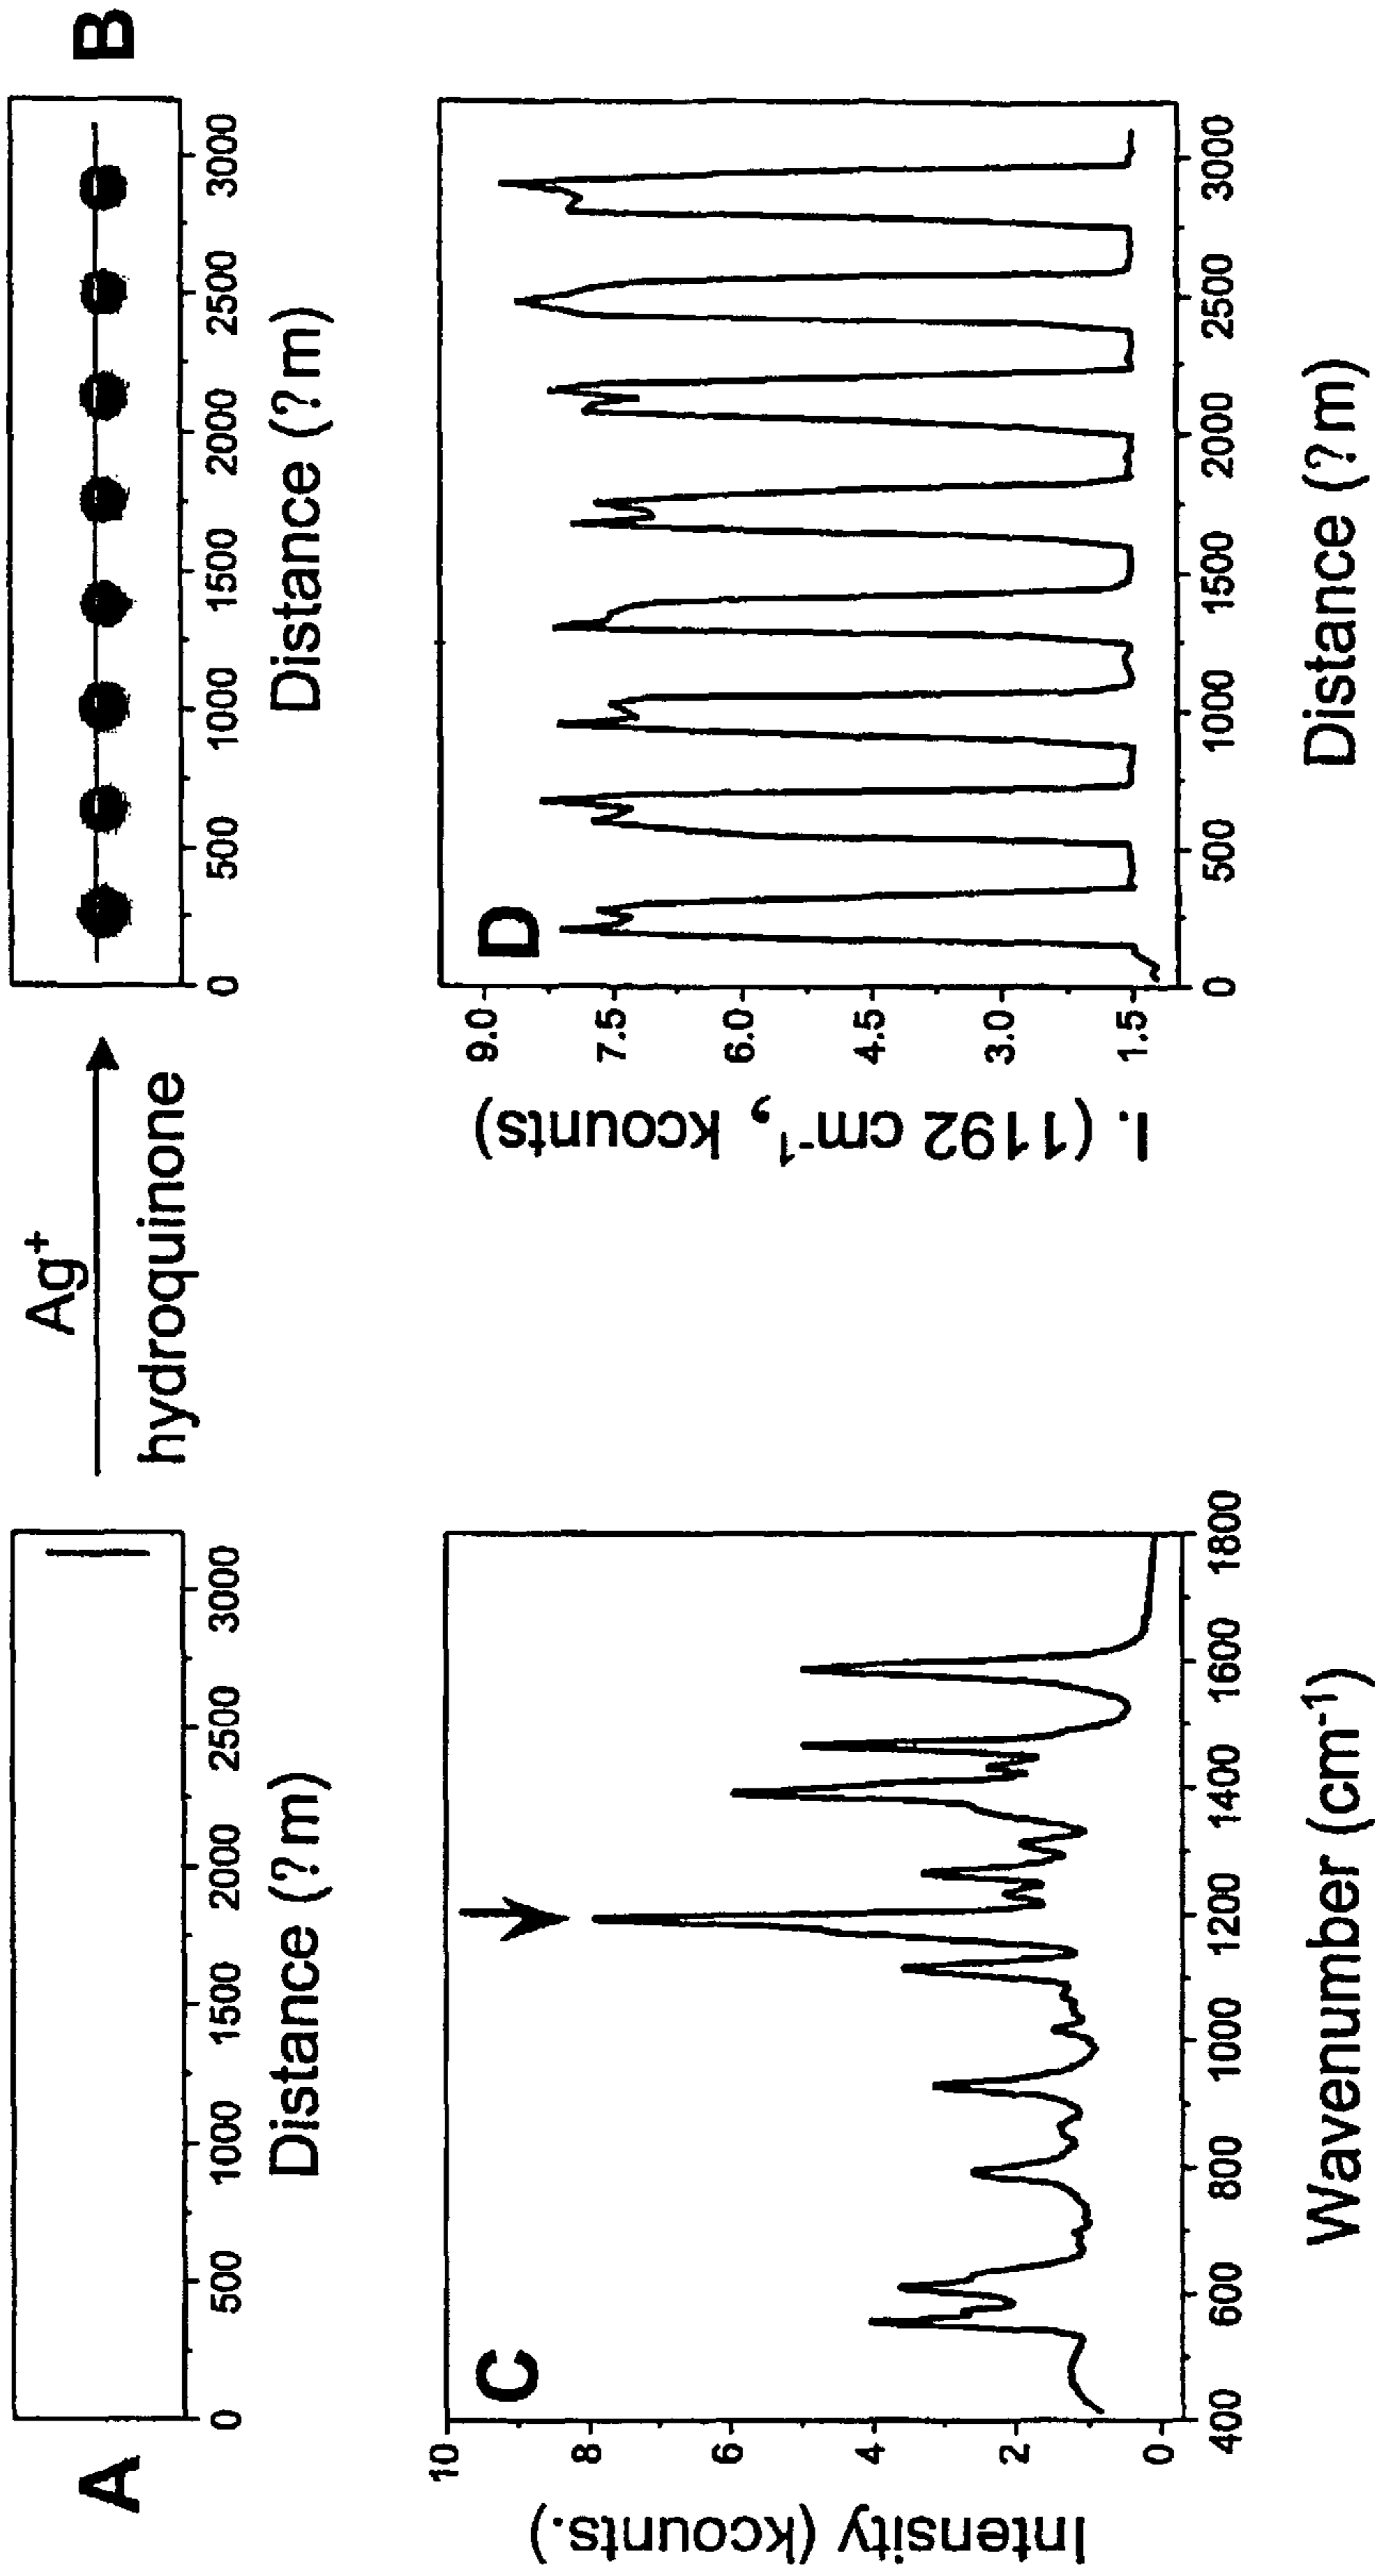 A
0 500 1000 1500 2000 2500 3000
Distance (?m)
Ag+
hydroquinone
B
0 500 1000 1500 2000 2500 3000
Distance (?m)
C
Intensity (kcounts.)
10
8
6
4
2
0
400 600 800 1000 1200 1400 1600 1800
Wavenumber (cm-1)
D
I. (1192 cm-1, kcounts)
9.0
7.5
6.0
4.5
3.0
1.5
0 500 1000 1500 2000 2500 3000
Distance (?m)